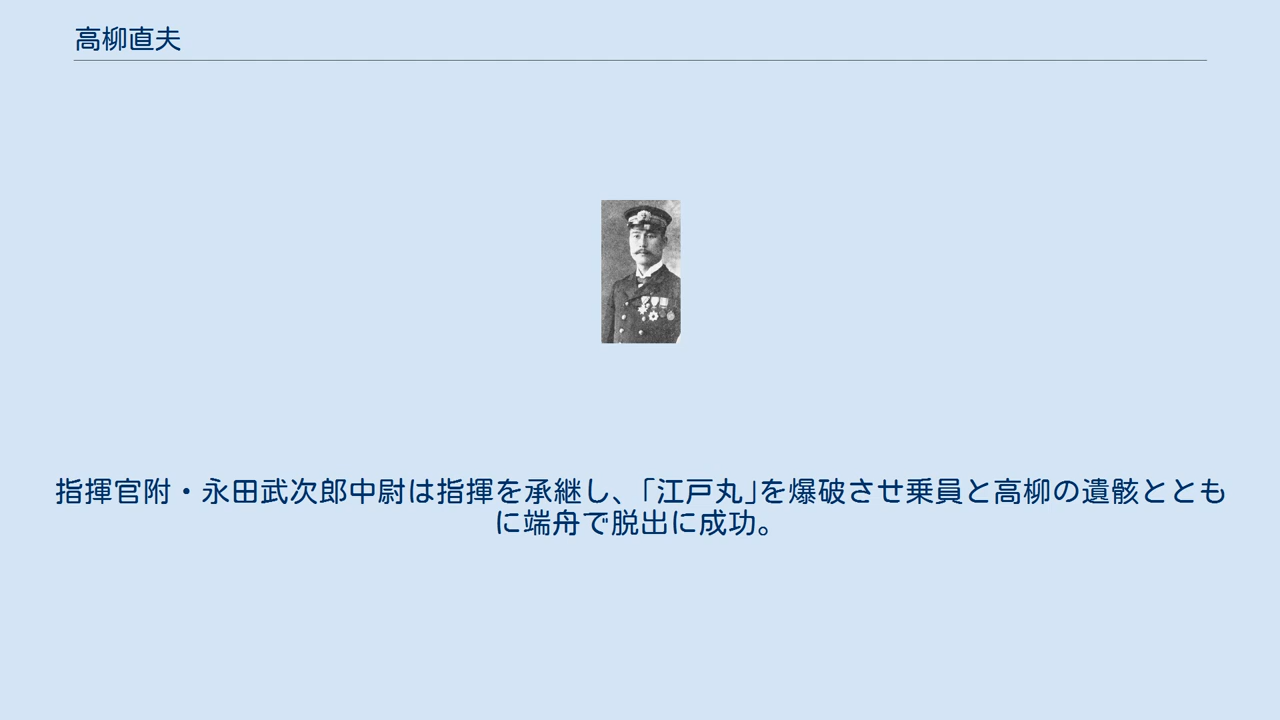 高柳直夫
指揮官附・永田武次郎中尉は指揮を承継し、「江戸丸」を爆破させ乗員と高柳の遺骸ととも
に端舟で脱出に成功。